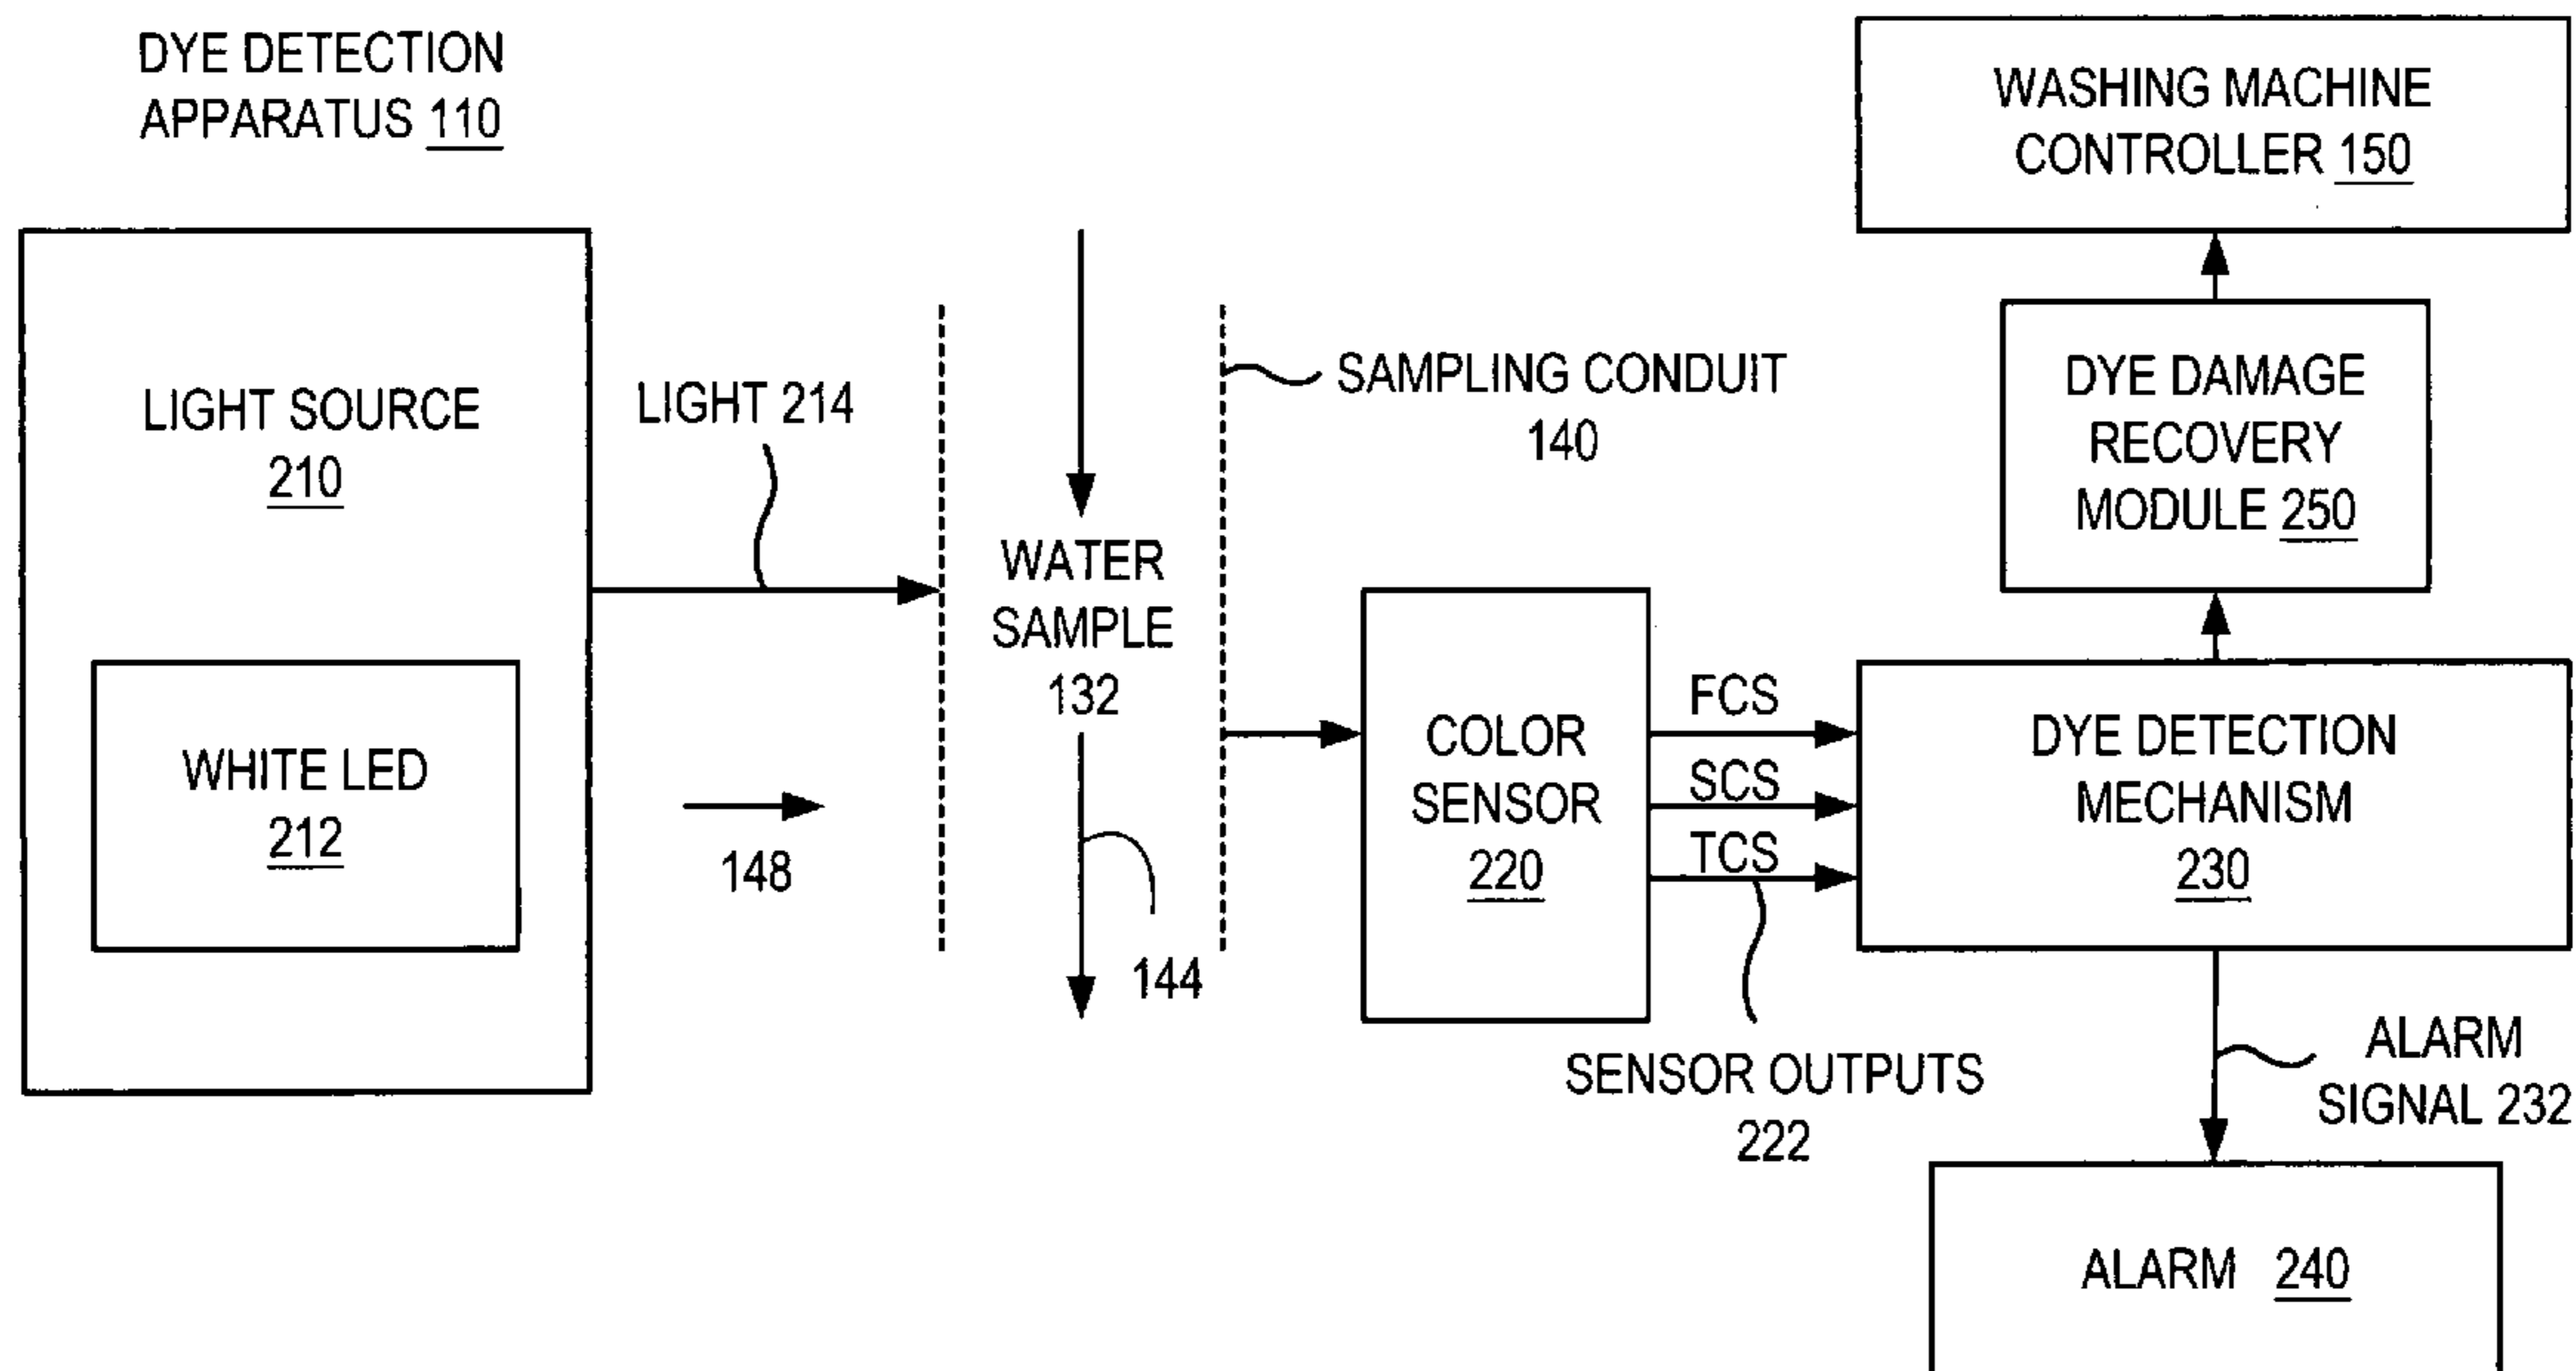 DYE DETECTION
APPARATUS 110
WASHING MACHINE
CONTROLLER 150
LIGHT SOURCE
210
WHITE LED
212
LIGHT 214
148
WATER
SAMPLE
132
144
SAMPLING CONDUIT
140
COLOR
SENSOR
220
FCS
SCS
TCS
SENSOR OUTPUTS
222
DYE DAMAGE
RECOVERY
MODULE 250
DYE DETECTION
MECHANISM
230
ALARM
SIGNAL 232
ALARM 240